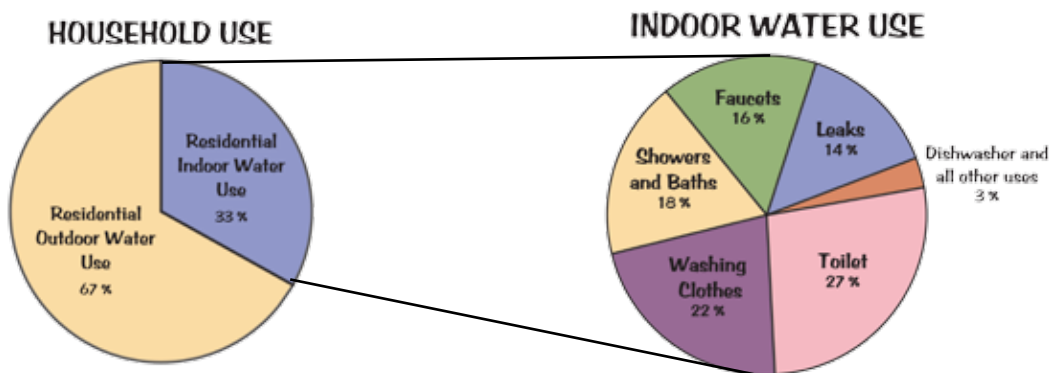 HOUSEHOLD USE
Residential
Indoor Water
Use
33 %
Residential
Outdoor Water
Use
67 %
INDOOR WATER USE
Faucets
16 %
Leaks
14 %
Dishwasher and
all other uses
3 %
Showers
and Baths
18 %
Toilet
27 %
Washing
Clothes
22 %